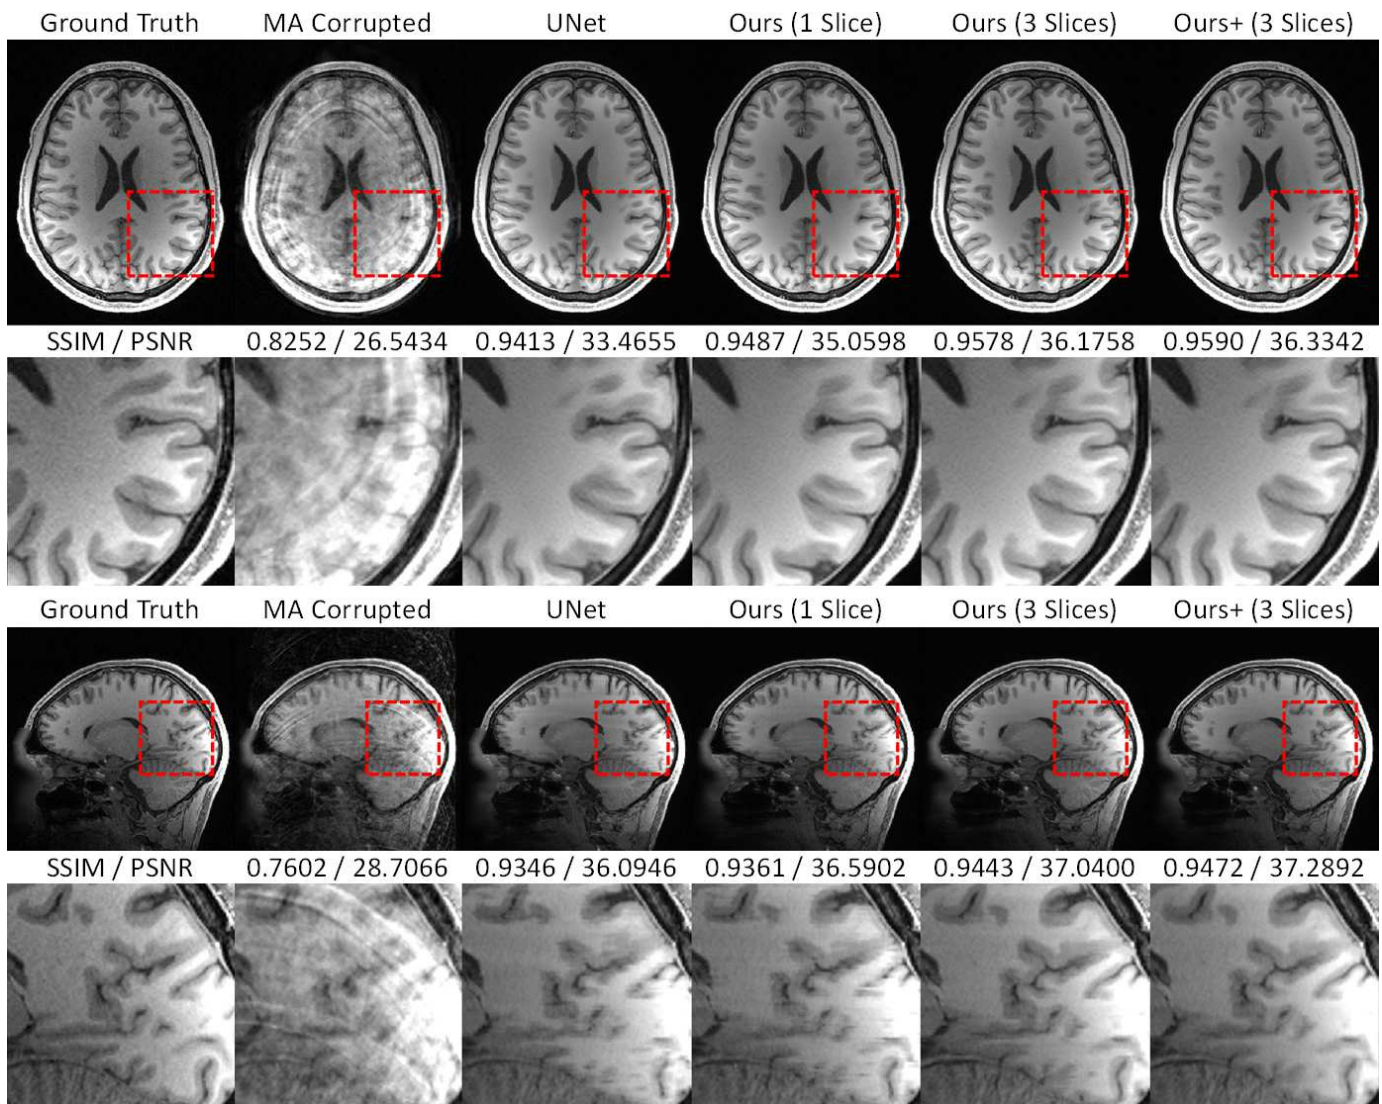 Ground Truth MA Corrupted UNet Ours (1 Slice) Ours (3 Slices) Ours+ (3 Slices)
SSIM / PSNR 0.8252 / 26.5434 0.9413 / 33.4655 0.9487 / 35.0598 0.9578 / 36.1758 0.9590 / 36.3342
Ground Truth MA Corrupted UNet Ours (1 Slice) Ours (3 Slices) Ours+ (3 Slices)
SSIM / PSNR 0.7602 / 28.7066 0.9346 / 36.0946 0.9361 / 36.5902 0.9443 / 37.0400 0.9472 / 37.2892